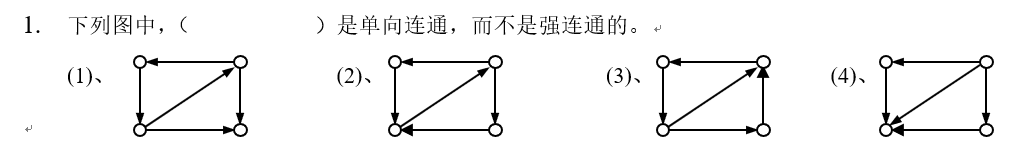 1. 下列图中，（　　　　　）是单向连通，而不是强连通的。
(1)、 (2)、 (3)、 (4)、